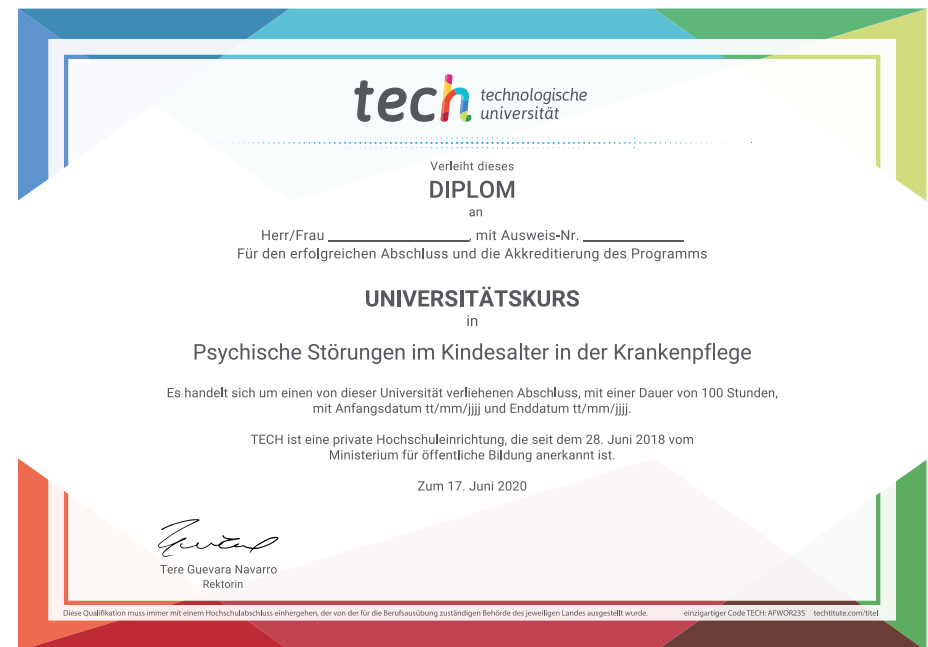 tech technologische
universität
Verleiht dieses
DIPLOM
an
Herr/Frau ____________________, mit Ausweis-Nr. ______________
Für den erfolgreichen Abschluss und die Akkreditierung des Programms
UNIVERSITÄTSKURS
in
Psychische Störungen im Kindesalter in der Krankenpflege
Es handelt sich um einen von dieser Universität verliehenen Abschluss, mit einer Dauer von 100 Stunden,
mit Anfangsdatum tt/mm/jjjj und Enddatum tt/mm/jjjj.
TECH ist eine private Hochschuleinrichtung, die seit dem 28. Juni 2018 vom
Ministerium für öffentliche Bildung anerkannt ist.
Zum 17. Juni 2020
Tere Guevara Navarro
Rektorin
Diese Qualifikation muss immer mit einem Hochschulabschluss einhergehen, der von der für die Berufsausübung zuständigen Behörde des jeweiligen Landes ausgestellt wurde. einzigartiger Code TECH: AFWOR23S techtitute.com/titel